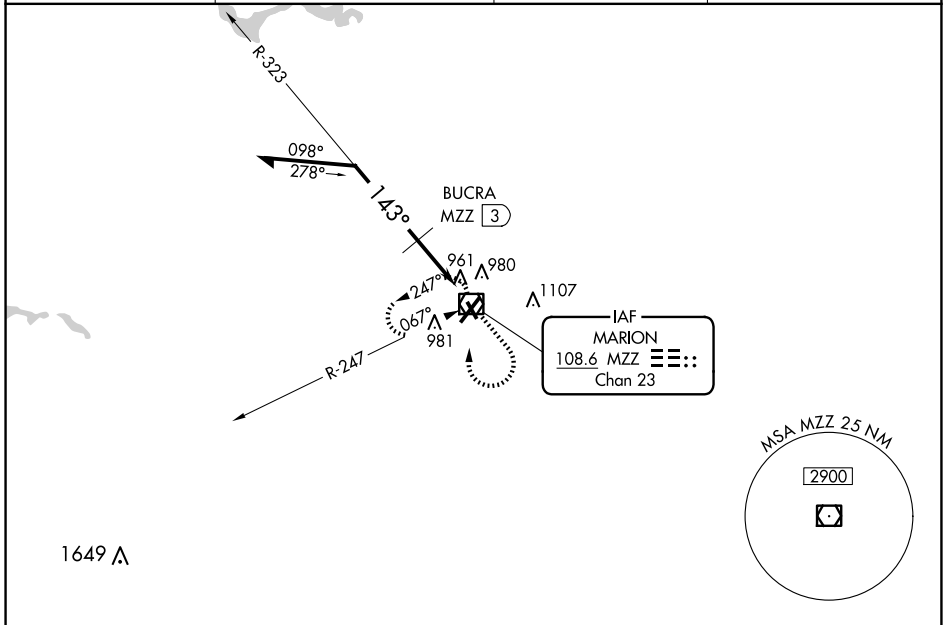 R-323
098°
278°
143°
BUCRA
MZZ 3
961
980
247°
1107
067°
981
R-247
IAF
MARION
108.6 MZZ
Chan 23
MSA MZZ 25 NM
2900
1649